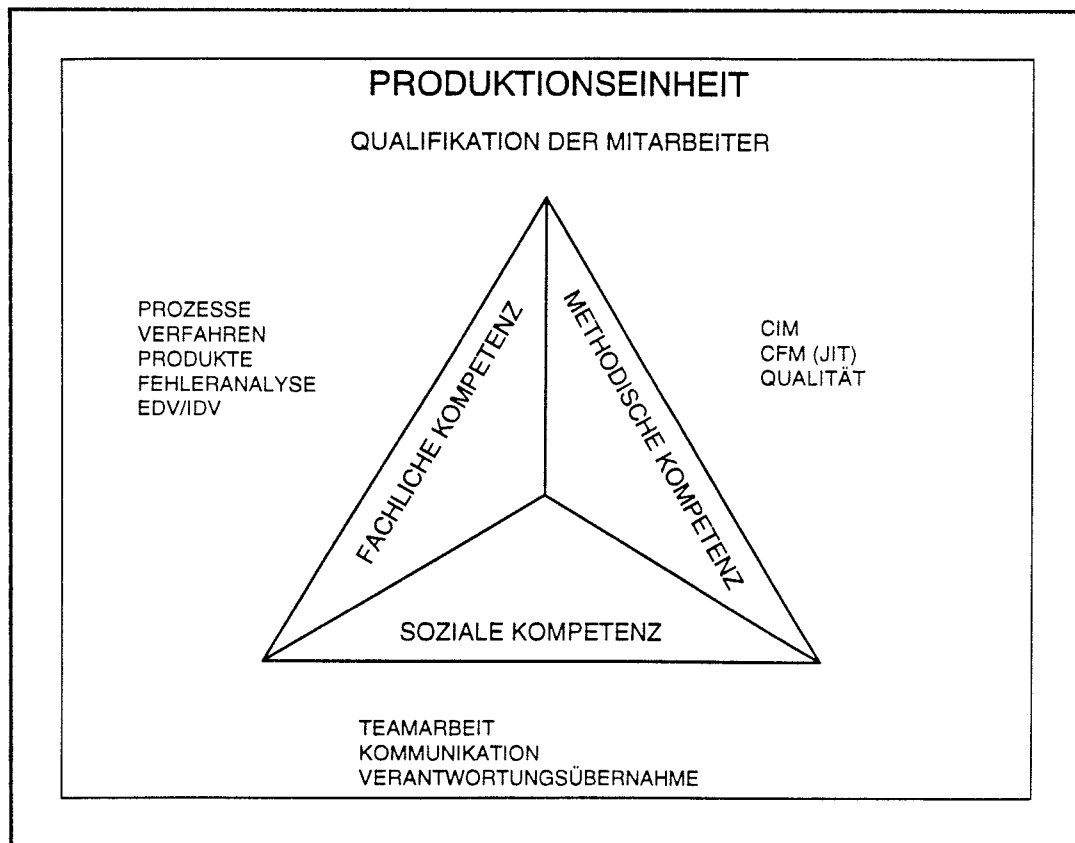 PRODUKTIONSEINHEIT
QUALIFIKATION DER MITARBEITER
PROZESSE
VERFAHREN
PRODUKTE
FEHLERANALYSE
EDV/IDV
FACHLICHE KOMPETENZ
METHODISCHE KOMPETENZ
CIM
CFM (JIT)
QUALITÄT
SOZIALE KOMPETENZ
TEAMARBEIT
KOMMUNIKATION
VERANTWORTUNGSÜBERNAHME